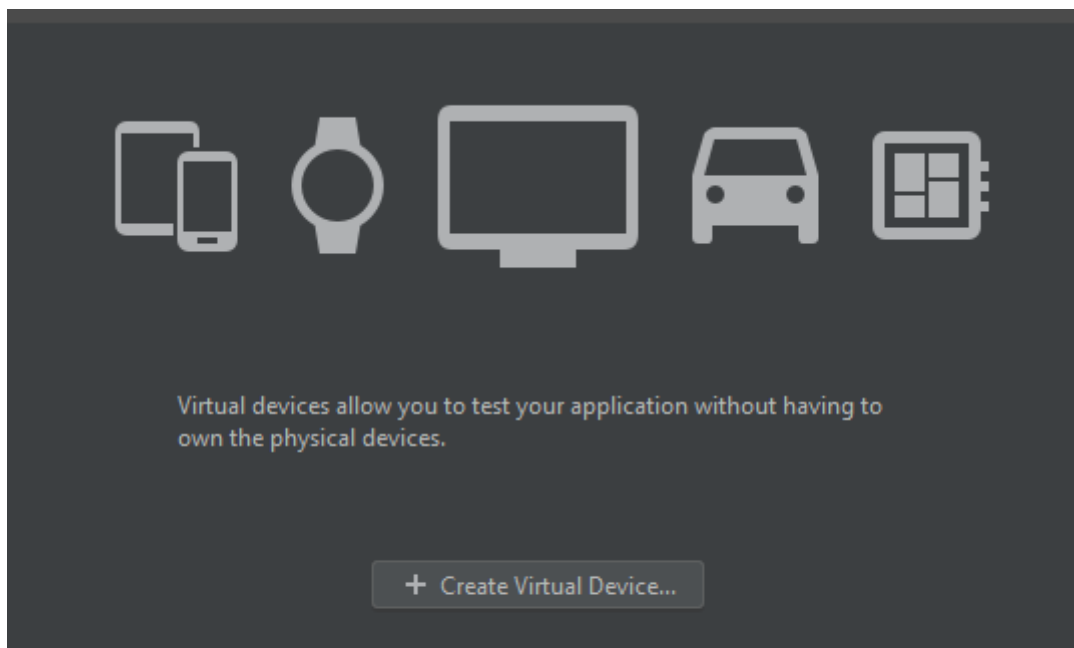 Virtual devices allow you to test your application without having to
own the physical devices.
+ Create Virtual Device...